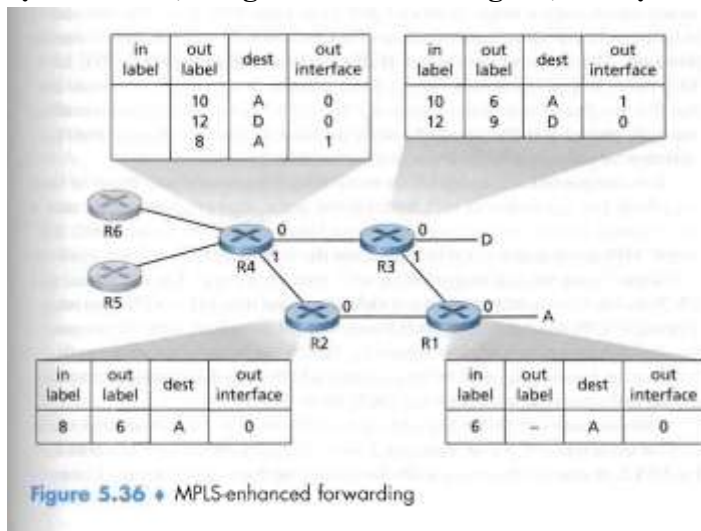 in label | out label | dest | out interface
10 | A | 0
12 | D | 0
8 | A | 1
in label | out label | dest | out interface
10 | 6 | A | 1
12 | 9 | D | 0
R6
R5
R4
0
1
R3
0
1
D
R2
0
R1
0
A
in label | out label | dest | out interface
8 | 6 | A | 0
in label | out label | dest | out interface
6 | – | A | 0
Figure 5.36 ♦ MPLS-enhanced forwarding